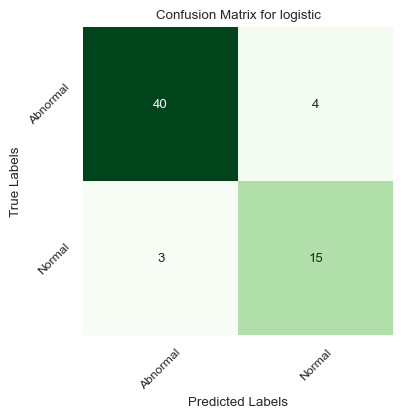 Confusion Matrix for logistic
True Labels
Abnormal
40
4
Normal
3
15
Abnormal
Normal
Predicted Labels